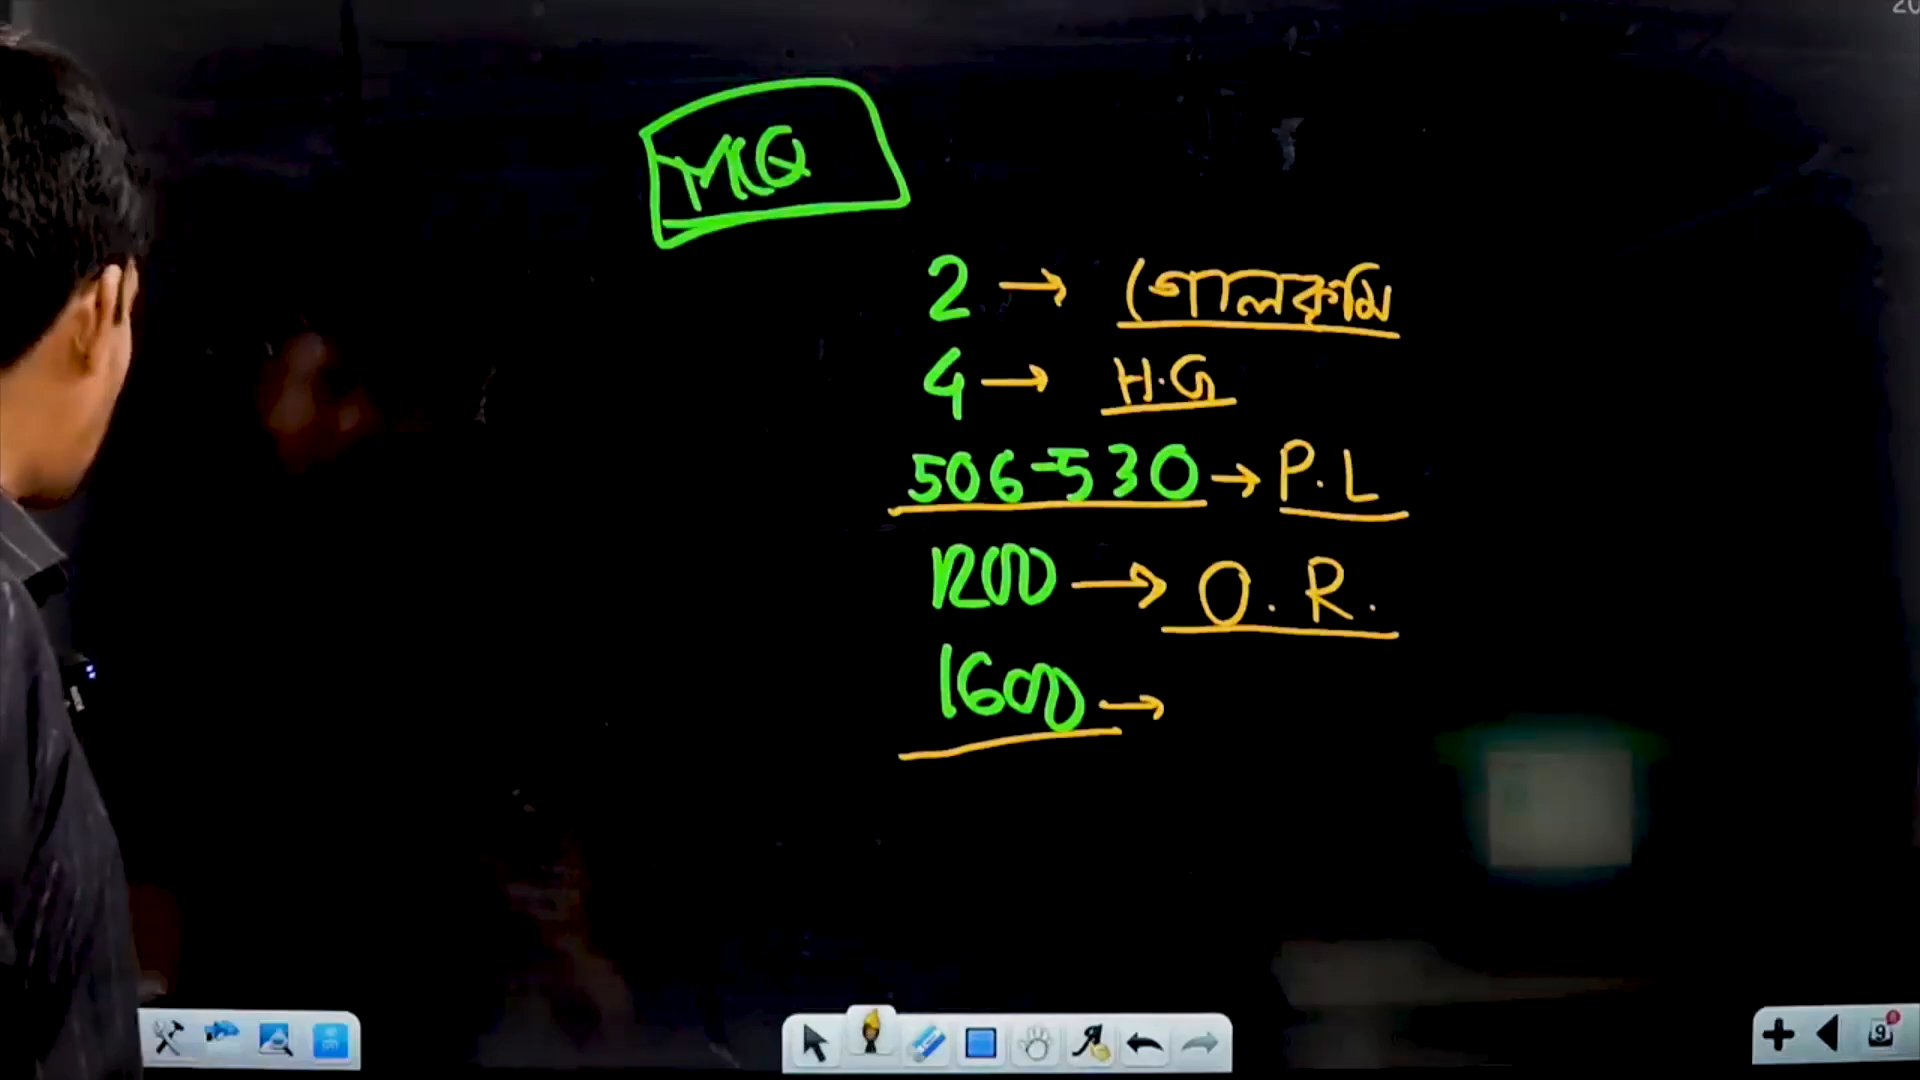 MCQ
2 → গোলকৃমি
4 → H.G
506-530 → P.L
1200 → O.R.
1600 →